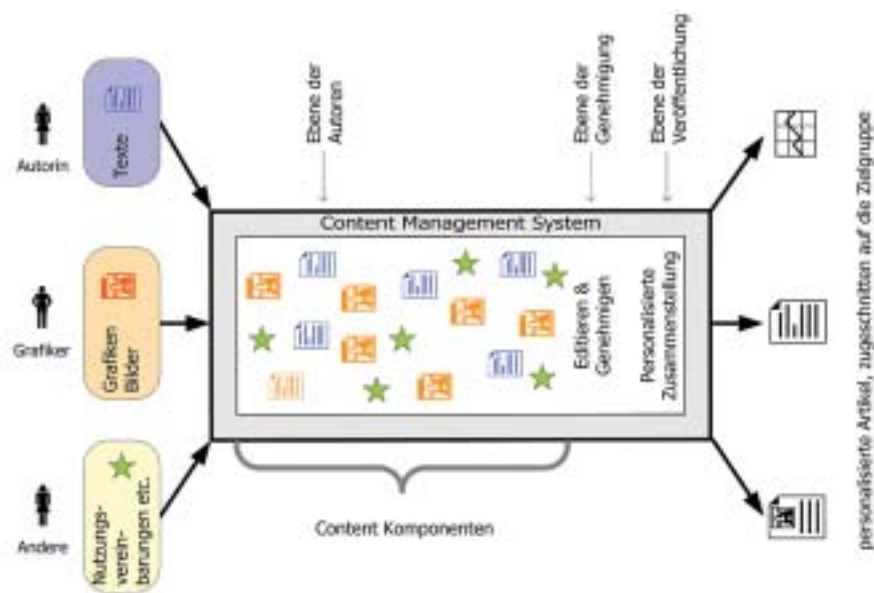 Autorin
Texte
Grafiker
Grafiken
Bilder
Andere
Nutzungs-
verein-
barungen etc.
Ebene der
Autoren
Ebene der
Genehmigung
Ebene der
Veröffentlichung
Content Management System
Editieren &
Genehmigen
Personalisierte
Zusammenstellung
Content Komponenten
personalisierte Artikel, zugeschnitten auf die Zielgruppe